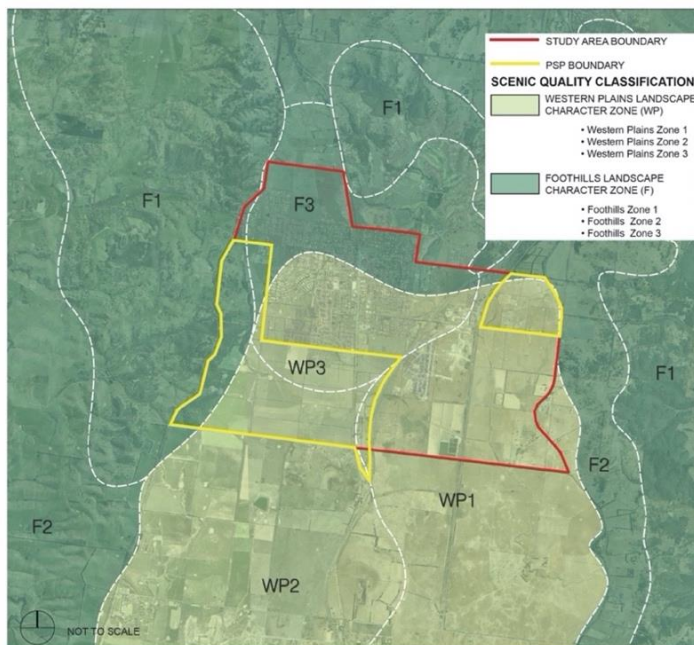 STUDY AREA BOUNDARY
PSP BOUNDARY
SCENIC QUALITY CLASSIFICATION
WESTERN PLAINS LANDSCAPE
CHARACTER ZONE (WP)
• Western Plains Zone 1
• Western Plains Zone 2
• Western Plains Zone 3
FOOTHILLS LANDSCAPE
CHARACTER ZONE (F)
• Foothills Zone 1
• Foothills Zone 2
• Foothills Zone 3
F1
F1
F3
WP3
F1
F2
WP1
F2
WP2
NOT TO SCALE